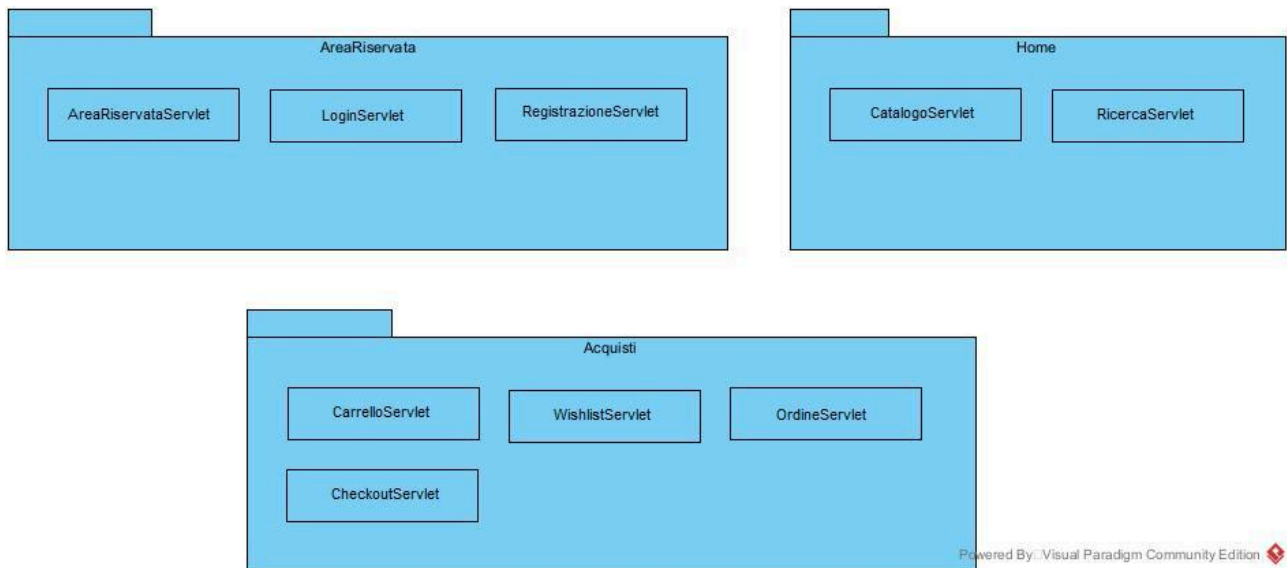 AreaRiservata
AreaRiservataServlet
LoginServlet
RegistrazioneServlet
Home
CatalogoServlet
RicercaServlet
Acquisti
CarrelloServlet
WishlistServlet
OrdineServlet
CheckoutServlet
Powered By Visual Paradigm Community Edition